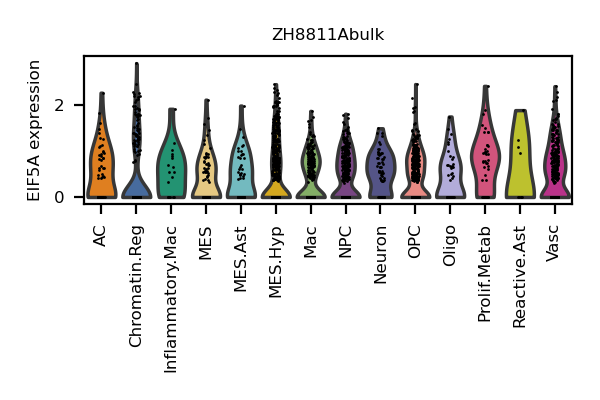 ZH8811Abulk
EIF5A expression
2
0
AC
Chromatin.Reg
Inflammatory.Mac
MES
MES.Ast
MES.Hyp
Mac
NPC
Neuron
OPC
Oligo
Prolif.Metab
Reactive.Ast
Vasc